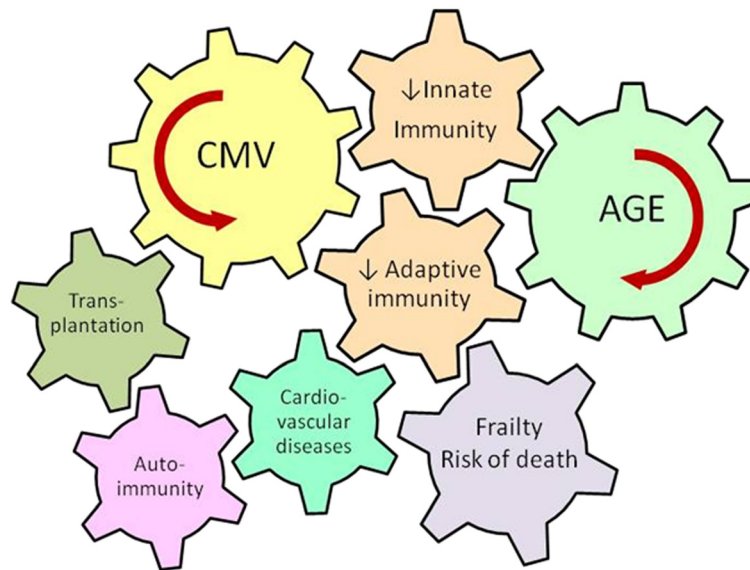 CMV
↓Innate
Immunity
AGE
↓ Adaptive
immunity
Trans-
plantation
Cardio-
vascular
diseases
Frailty
Risk of death
Auto-
immunity